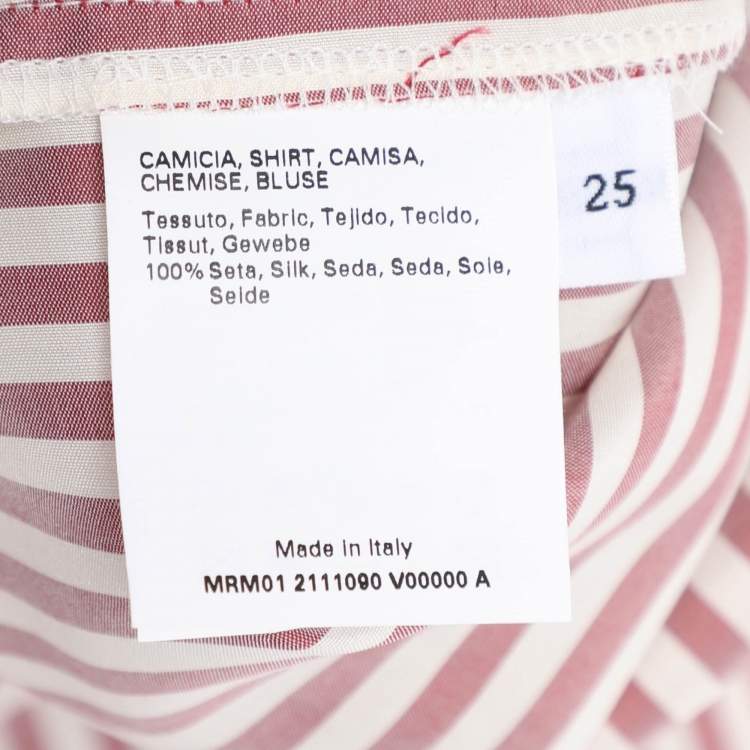 CAMICIA, SHIRT, CAMISA,
CHEMISE, BLUSE
Tessuto, Fabric, Tejido, Tecido,
Tissut, Gewebe
100% Seta, Silk, Seda, Seda, Soie,
Seide
Made in Italy
MRM01 2111090 V00000 A
25